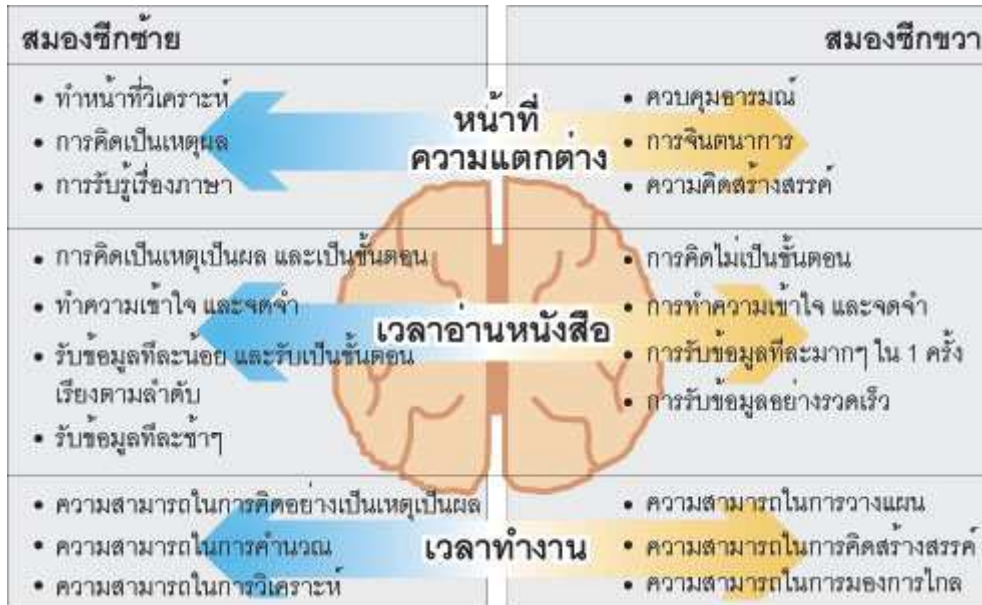 สมองซีกซ้าย
สมองซีกขวา
หน้าที่
ความแตกต่าง
• ทำหน้าที่วิเคราะห์
• การคิดเป็นเหตุผล
• การรับรู้เรื่องภาษา
• ควบคุมอารมณ์
• การจินตนาการ
• ความคิดสร้างสรรค์
เวลาอ่านหนังสือ
• การคิดเป็นเหตุเป็นผล และเป็นขั้นตอน
• ทำความเข้าใจ และจดจำ
• รับข้อมูลทีละน้อย และรับเป็นขั้นตอน
เรียงตามลำดับ
• รับข้อมูลทีละช้าๆ
• การคิดไม่เป็นขั้นตอน
• การทำความเข้าใจ และจดจำ
• การรับข้อมูลทีละมากๆ ใน 1 ครั้ง
• การรับข้อมูลอย่างรวดเร็ว
เวลาทำงาน
• ความสามารถในการคิดอย่างเป็นเหตุเป็นผล
• ความสามารถในการคำนวณ
• ความสามารถในการวิเคราะห์
• ความสามารถในการวางแผน
• ความสามารถในการคิดสร้างสรรค์
• ความสามารถในการมองการไกล